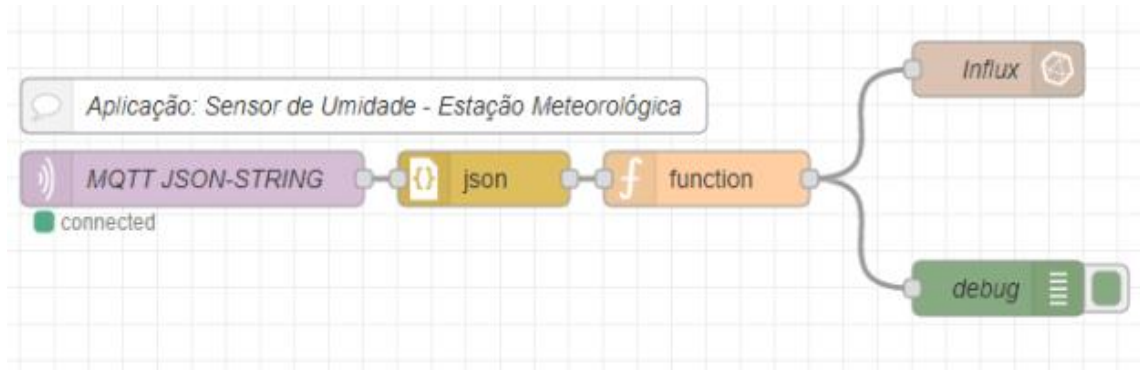 Influx
Aplicação: Sensor de Umidade - Estação Meteorológica
MQTT JSON-STRING
json
function
connected
debug